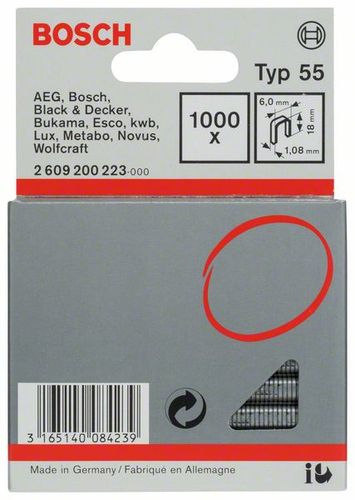 BOSCH
Typ 55
AEG, Bosch,
Black & Decker,
Bukama, Esco, kwb,
Lux, Metabo, Novus,
Wolfcraft
2 609 200 223-000
1000
x
6,0 mm
18 mm
1,08 mm
3 165140 084239
Made in Germany / Fabriqué en Allemagne